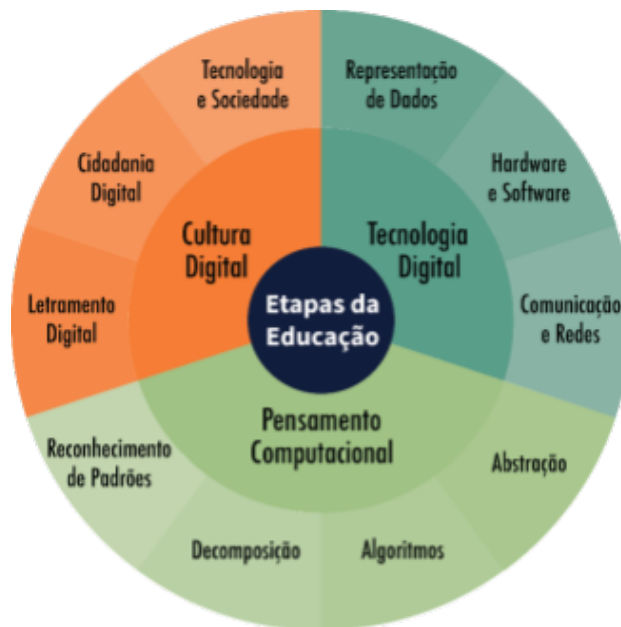 Tecnologia
e Sociedade
Representação
de Dados
Cidadania
Digital
Hardware
e Software
Cultura
Digital
Tecnologia
Digital
Letramento
Digital
Etapas da
Educação
Comunicação
e Redes
Pensamento
Computacional
Reconhecimento
de Padrões
Abstração
Decomposição
Algoritmos